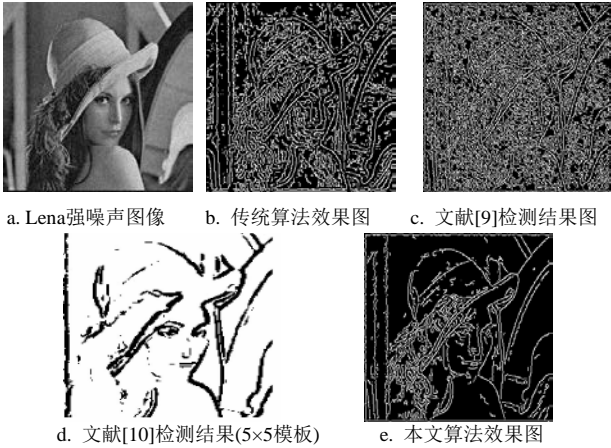 a. Lena强噪声图像
b. 传统算法效果图
c. 文献[9]检测结果图
d. 文献[10]检测结果(5×5模板)
e. 本文算法效果图